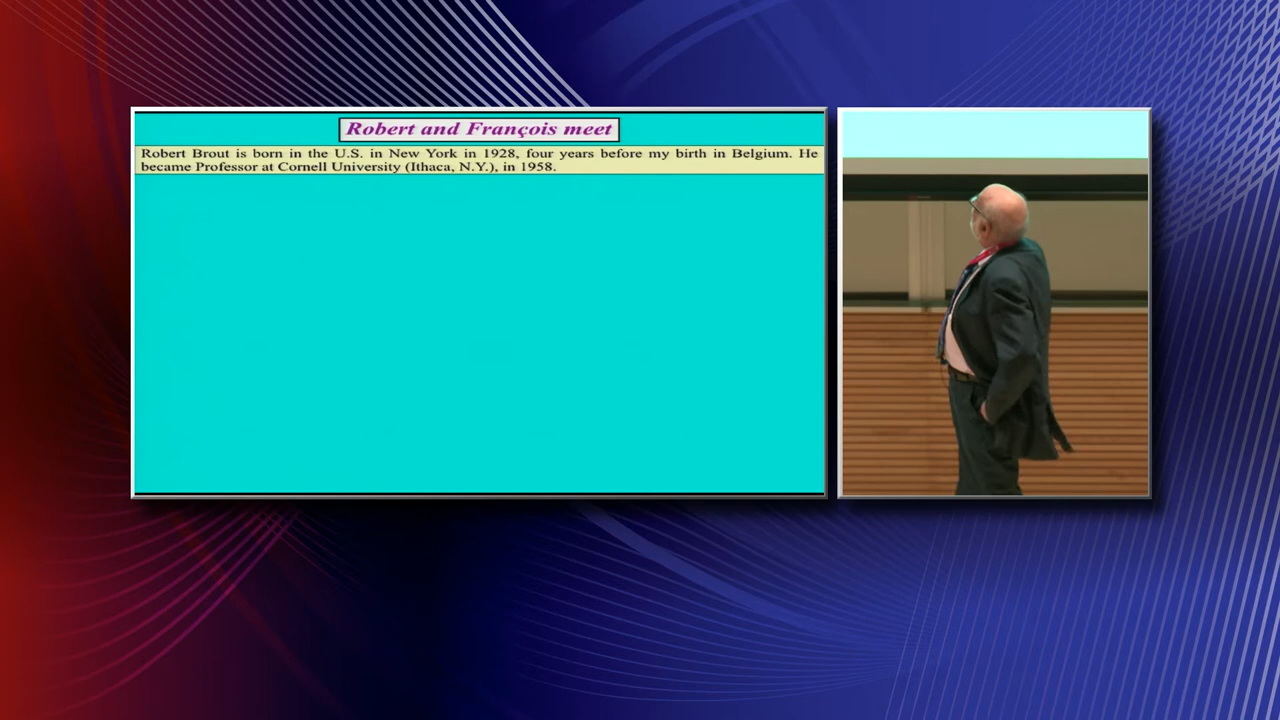 Robert and François meet
Robert Brout is born in the U.S. in New York in 1928, four years before my birth in Belgium. He
became Professor at Cornell University (Ithaca, N.Y.), in 1958.